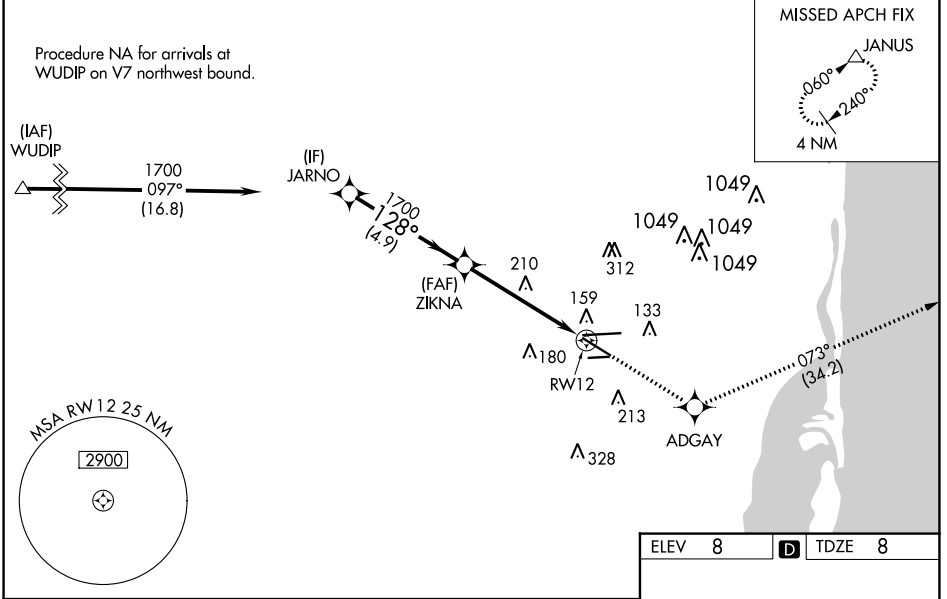 MISSED APCH FIX
JANUS
060°
240°
4 NM
Procedure NA for arrivals at
WUDIP on V7 northwest bound.
(IAF)
WUDIP
1700
097°
(16.8)
(IF)
JARNO
1700
128°
(4.9)
(FAF)
ZIKNA
1049
1049
1049
1049
312
210
159
133
180
RW12
213
328
ADGAY
073°
(34.2)
MSA RW12 25 NM
2900
ELEV 8 D TDZE 8